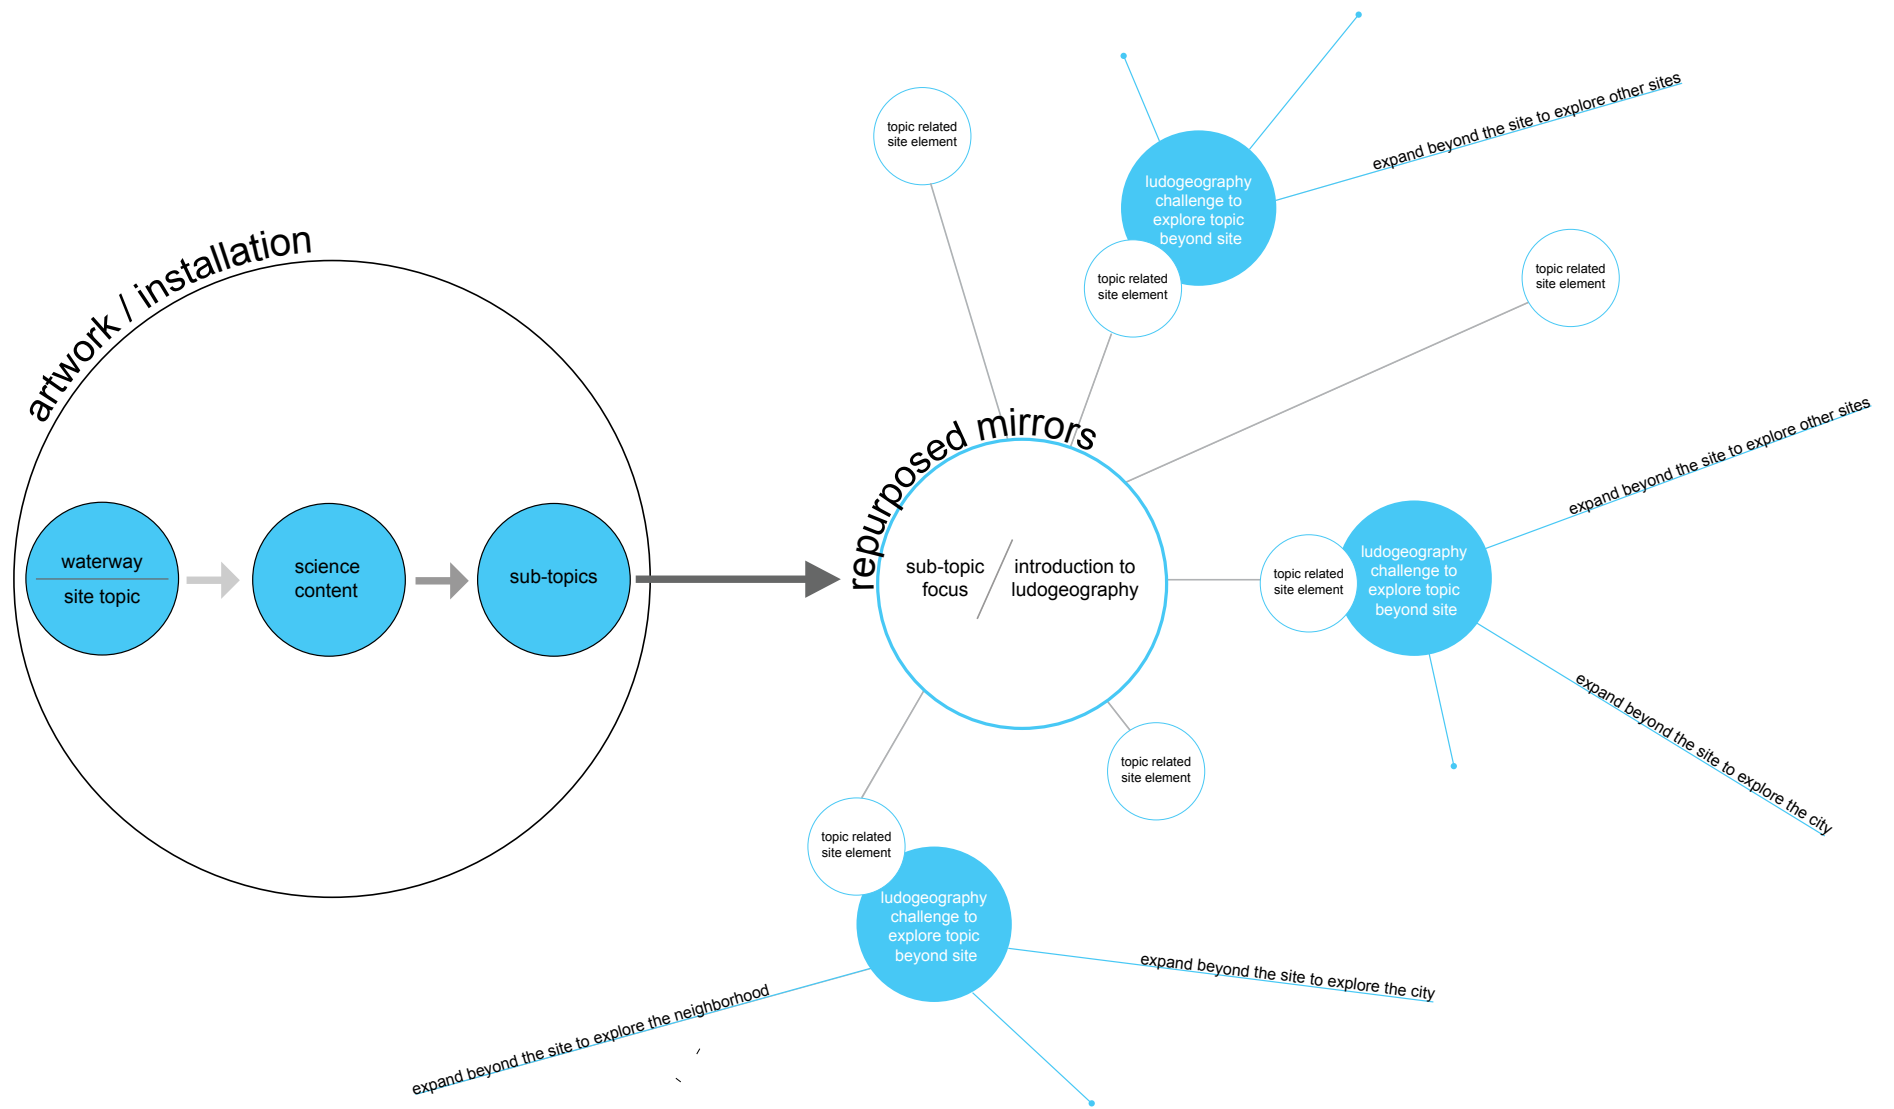 artwork / installation
waterway
site topic
science
content
sub-topics
repurposed mirrors
sub-topic
focus
introduction to
ludogeography
topic related
site element
ludogeography
challenge to
explore topic
beyond site
topic related
site element
expand beyond the site to explore other sites
topic related
site element
expand beyond the site to explore other sites
topic related
site element
ludogeography
challenge to
explore topic
beyond site
expand beyond the site to explore the city
topic related
site element
topic related
site element
ludogeography
challenge to
explore topic
beyond site
expand beyond the site to explore the city
expand beyond the site to explore the neighborhood